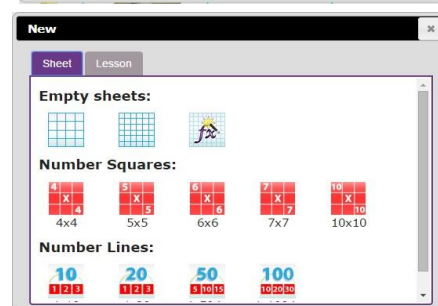 New
Sheet Lesson
Empty sheets:
fx
Number Squares:
4 X 4
5 X 5
6 X 6
7 X 7
10 X 10
4x4 5x5 6x6 7x7 10x10
Number Lines:
10 20 50 100
1 2 3 1 2 3 5 10 15 10 20 30